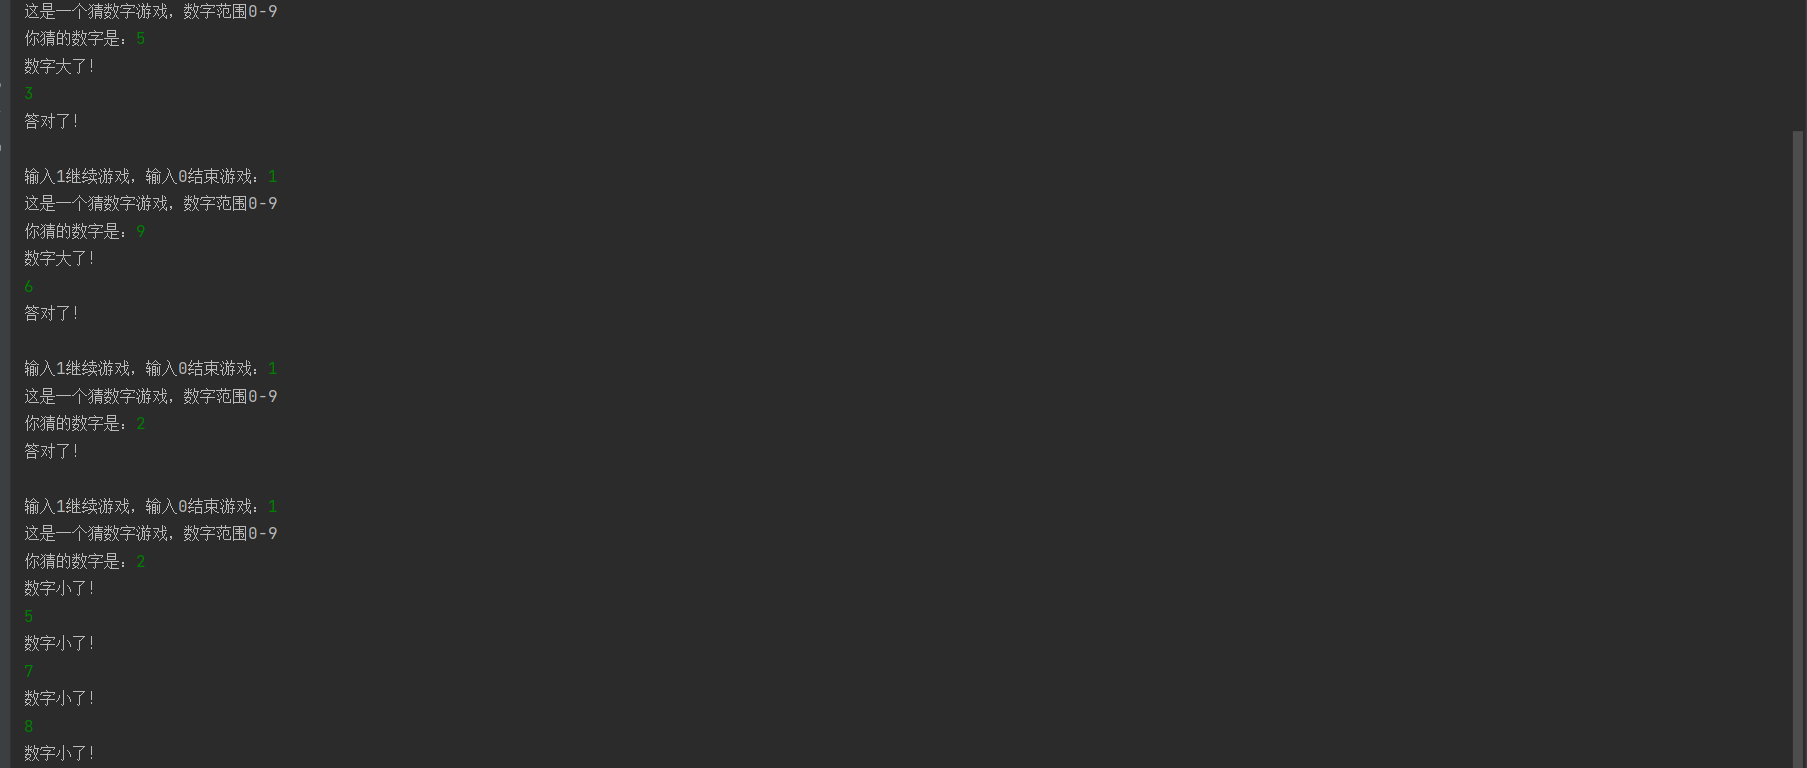 这是一个猜数字游戏，数字范围0-9
你猜的数字是：5
数字大了！
3
答对了！
输入1继续游戏，输入0结束游戏：1
这是一个猜数字游戏，数字范围0-9
你猜的数字是：9
数字大了！
6
答对了！
输入1继续游戏，输入0结束游戏：1
这是一个猜数字游戏，数字范围0-9
你猜的数字是：2
答对了！
输入1继续游戏，输入0结束游戏：1
这是一个猜数字游戏，数字范围0-9
你猜的数字是：2
数字小了！
5
数字小了！
7
数字小了！
8
数字小了！